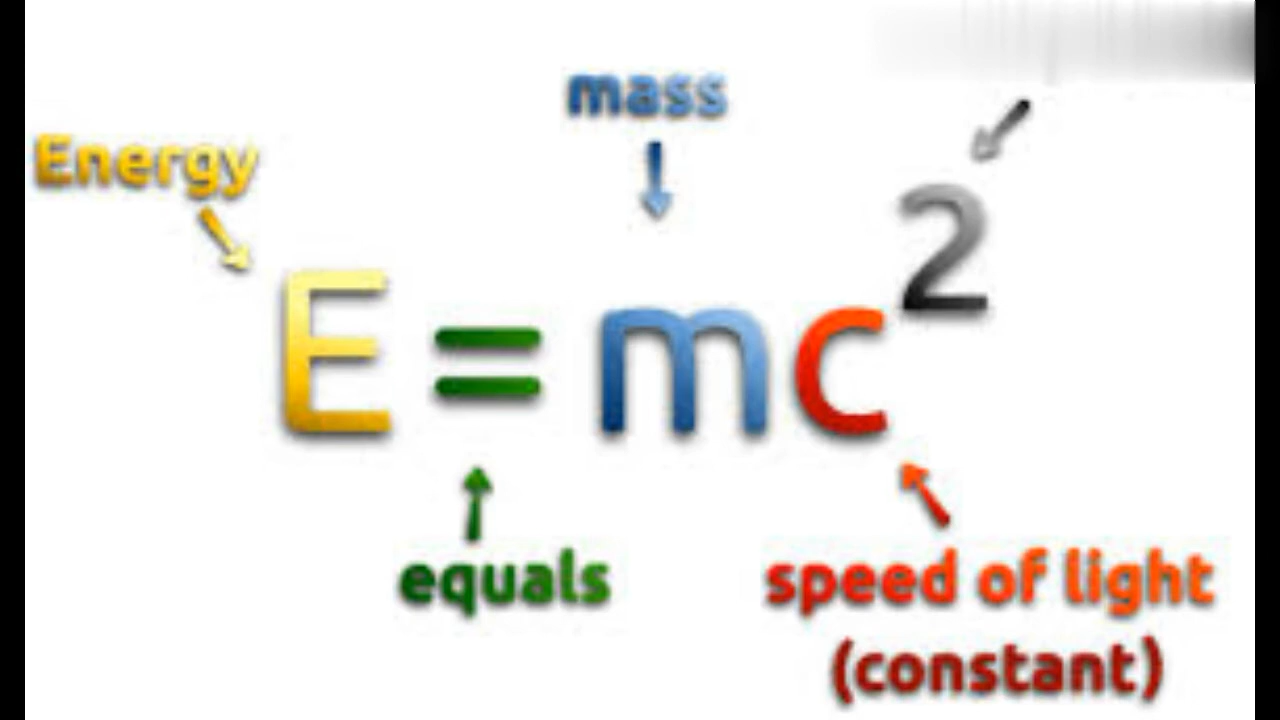 mass
Energy
E = mc²
equals
speed of light
(constant)